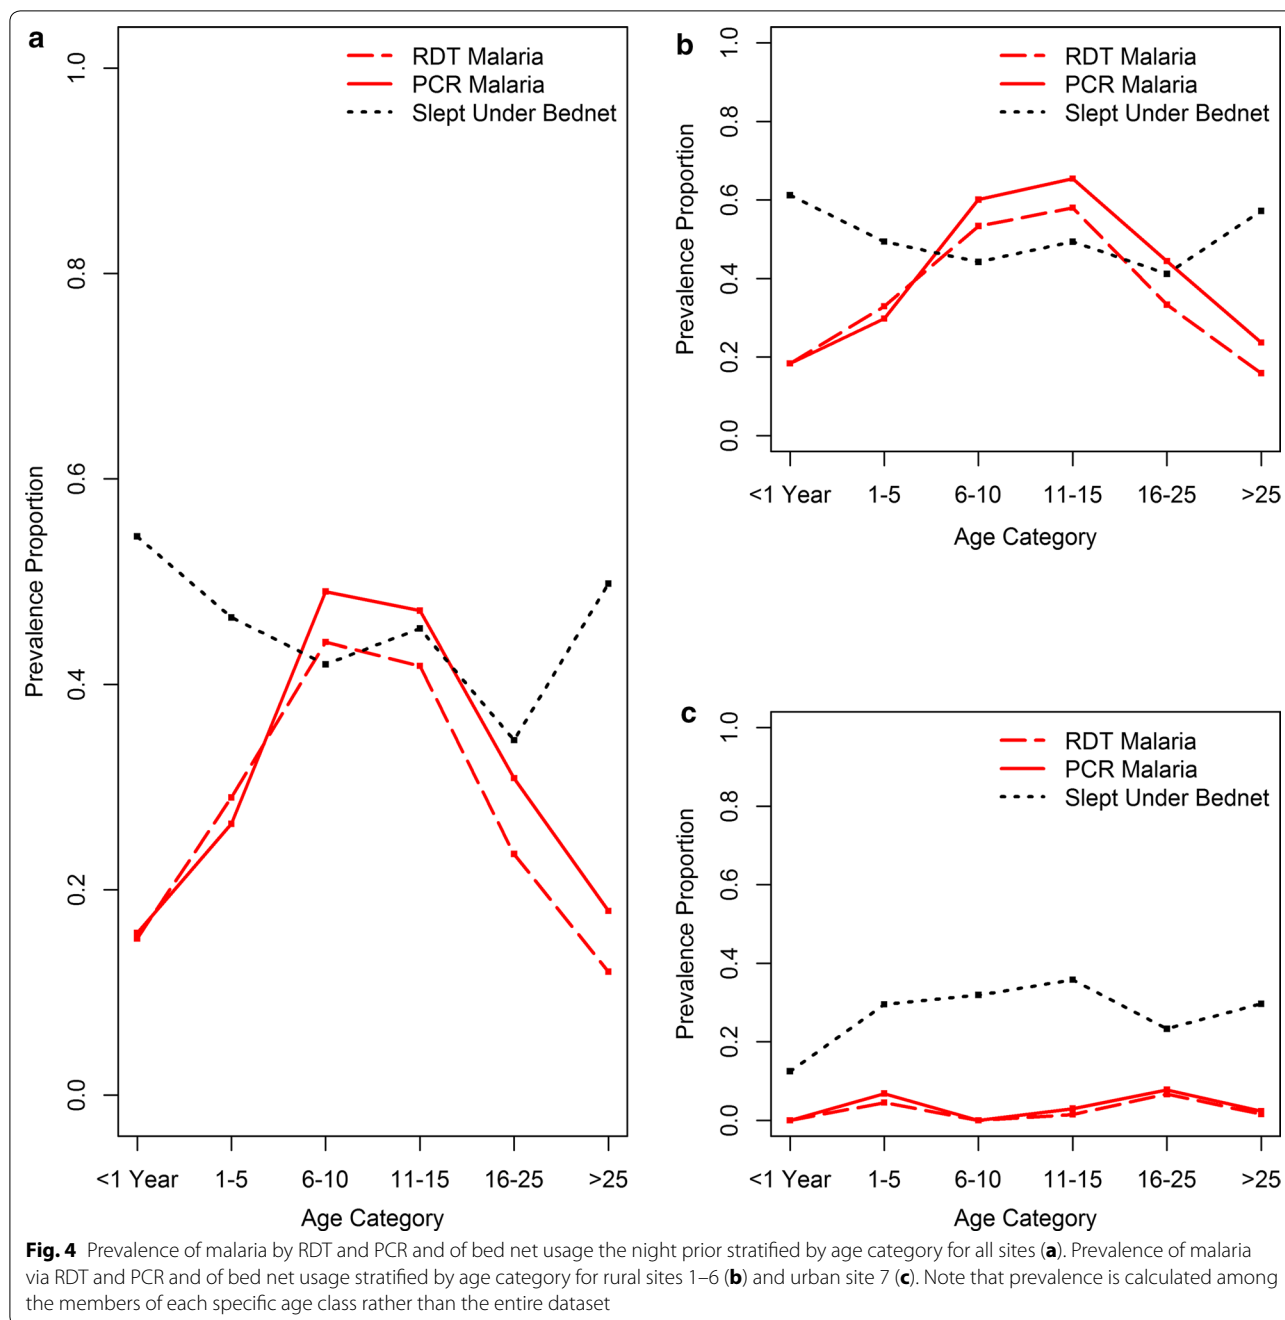 a
RDT Malaria
PCR Malaria
Slept Under Bednet
Prevalence Proportion
1.0
0.8
0.6
0.4
0.2
0.0
<1 Year 1-5 6-10 11-15 16-25 >25
Age Category
b
RDT Malaria
PCR Malaria
Slept Under Bednet
Prevalence Proportion
1.0
0.8
0.6
0.4
0.2
0.0
<1 Year 1-5 6-10 11-15 16-25 >25
Age Category
c
RDT Malaria
PCR Malaria
Slept Under Bednet
Prevalence Proportion
1.0
0.8
0.6
0.4
0.2
0.0
<1 Year 1-5 6-10 11-15 16-25 >25
Age Category
Fig. 4 Prevalence of malaria by RDT and PCR and of bed net usage the night prior stratified by age category for all sites (a). Prevalence of malaria
via RDT and PCR and of bed net usage stratified by age category for rural sites 1–6 (b) and urban site 7 (c). Note that prevalence is calculated among
the members of each specific age class rather than the entire dataset